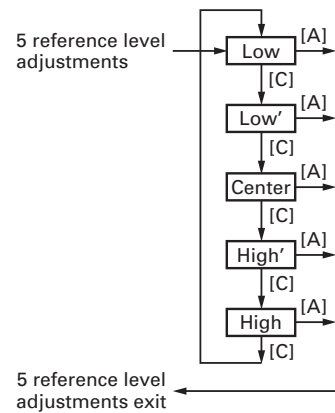 5 reference level
adjustments
Low
[A]
[C]
Low’
[A]
[C]
Center
[A]
[C]
High’
[A]
[C]
High
[A]
[C]
5 reference level
adjustments exit